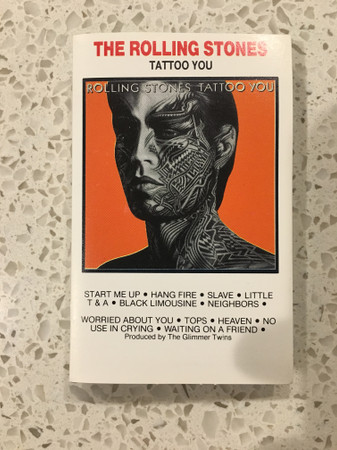 THE ROLLING STONES
TATTOO YOU
ROLLING STONES TATTOO YOU
START ME UP • HANG FIRE • SLAVE • LITTLE
T & A • BLACK LIMOUSINE • NEIGHBORS •
WORRIED ABOUT YOU • TOPS • HEAVEN • NO
USE IN CRYING • WAITING ON A FRIEND •
Produced by The Glimmer Twins